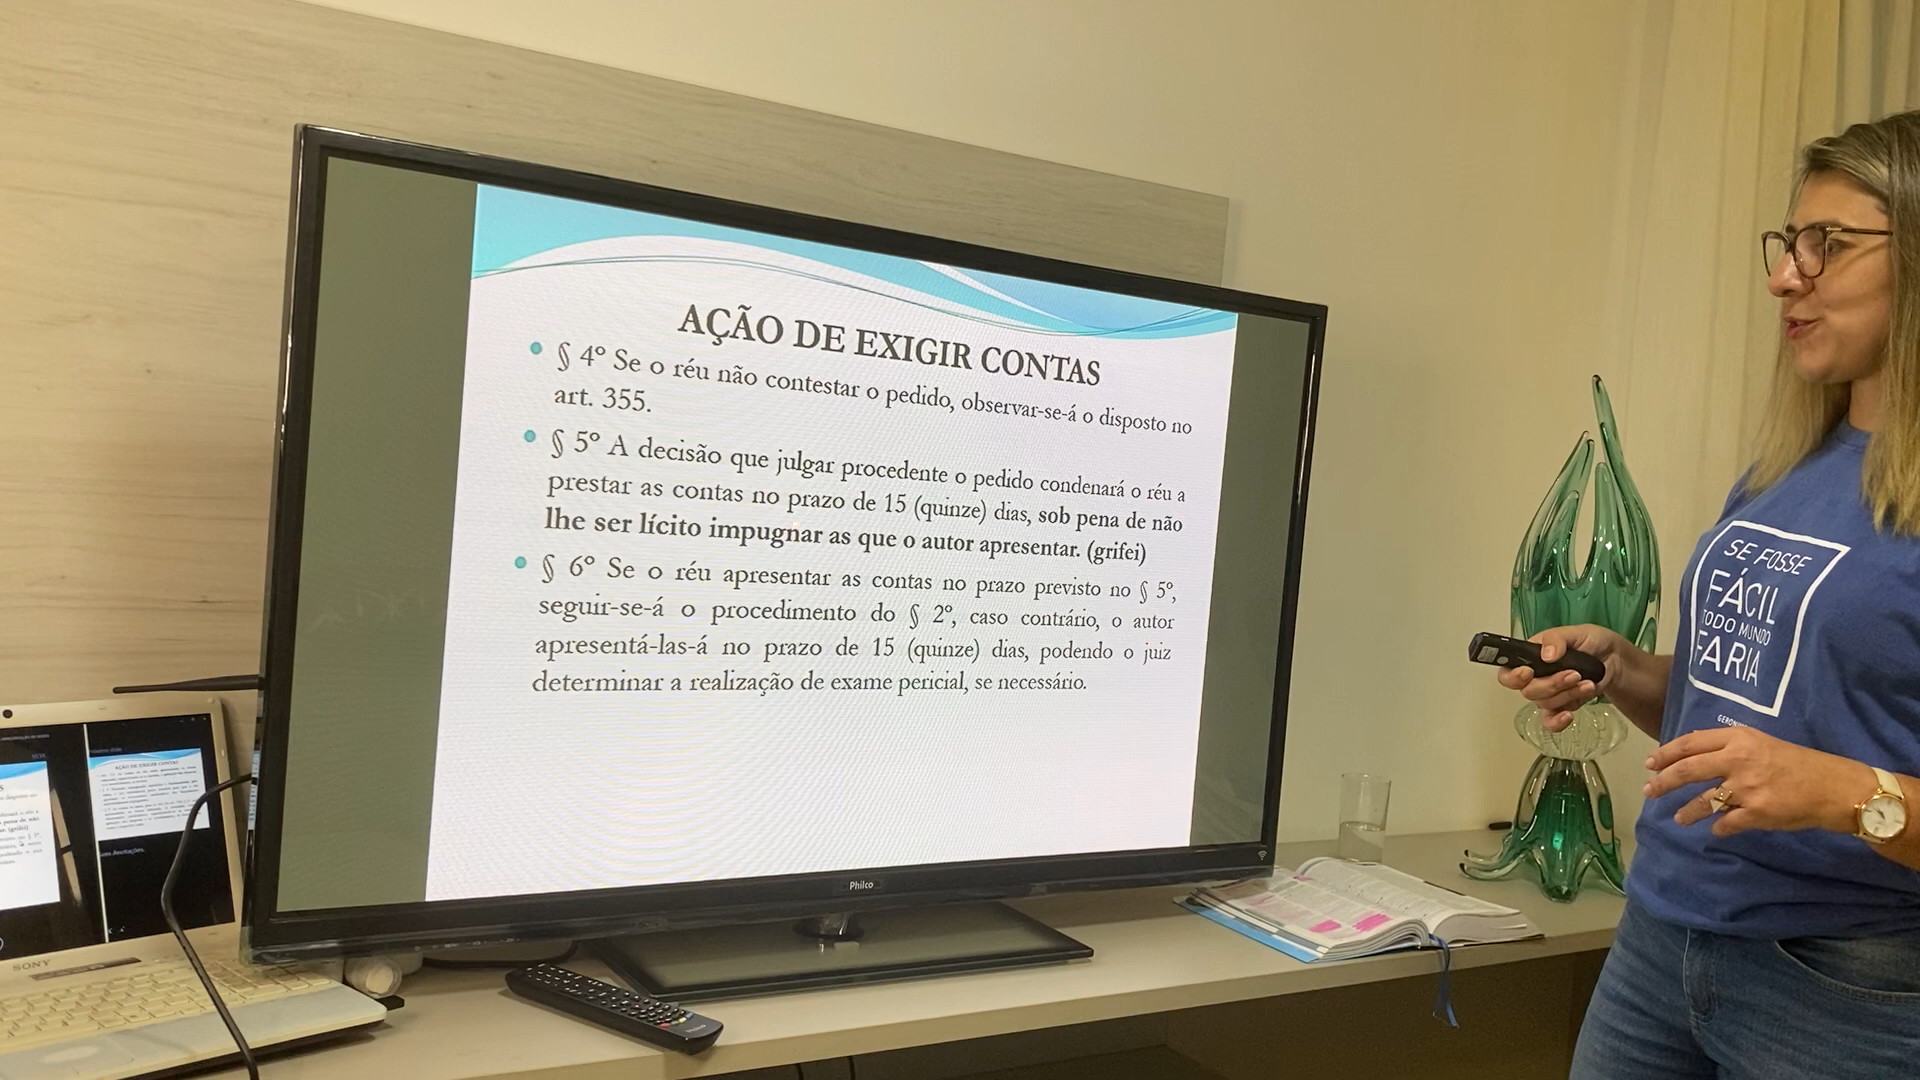 AÇÃO DE EXIGIR CONTAS
§ 4º Se o réu não contestar o pedido, observar-se-á o disposto no
art. 355.
§ 5º A decisão que julgar procedente o pedido condenará o réu a
prestar as contas no prazo de 15 (quinze) dias, sob pena de não
lhe ser lícito impugnar as que o autor apresentar. (grifei)
§ 6º Se o réu apresentar as contas no prazo previsto no § 5º,
seguir-se-á o procedimento do § 2º, caso contrário, o autor
apresentá-las-á no prazo de 15 (quinze) dias, podendo o juiz
determinar a realização de exame pericial, se necessário.
Philco
SONY
AÇÃO DE EXIGIR CONTAS
SE FOSSE
FÁCIL
TODO MUNDO
FARIA